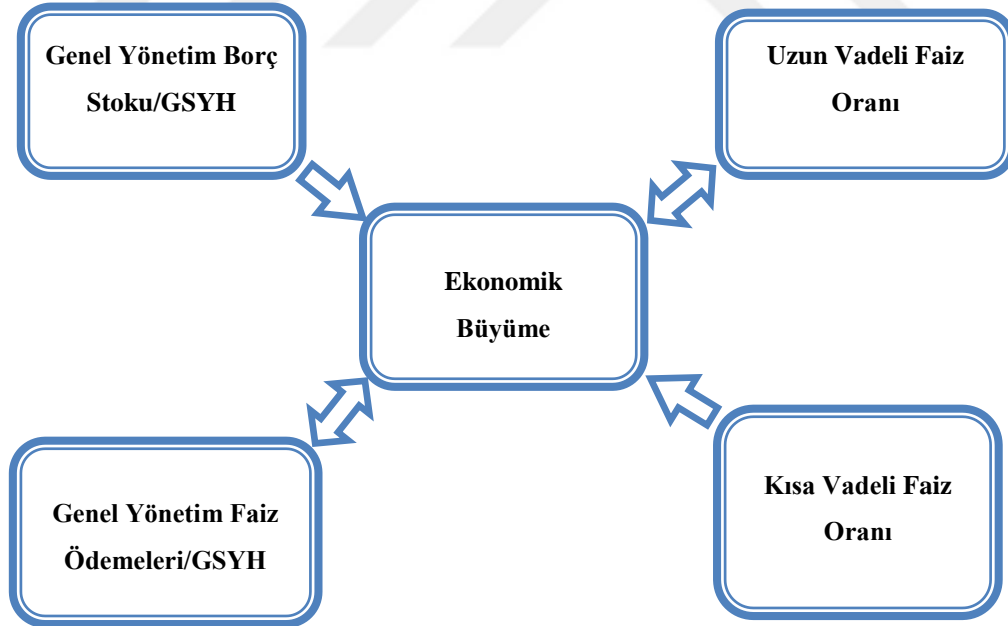 Genel Yönetim Borç
Stoku/GSYH
Uzun Vadeli Faiz
Oranı
Ekonomik
Büyüme
Genel Yönetim Faiz
Ödemeleri/GSYH
Kısa Vadeli Faiz
Oranı